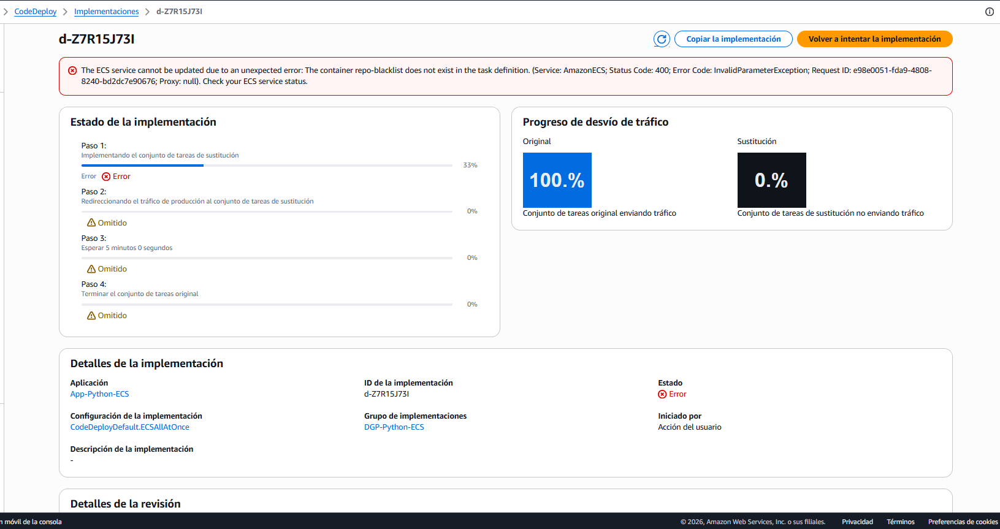 CodeDeploy > Implementaciones > d-Z7R15J73I
d-Z7R15J73I
Copiar la implementación
Volver a intentar la implementación
The ECS service cannot be updated due to an unexpected error: The container repo-blacklist does not exist in the task definition. (Service: AmazonECS; Status Code: 400; Error Code: InvalidParameterException; Request ID: e98e0051-fda9-4808-
8240-bd2dc7e90676; Proxy: null). Check your ECS service status.
Estado de la implementación
Paso 1:
Implementando el conjunto de tareas de sustitución
33%
Error Error
Paso 2:
Redireccionando el tráfico de producción al conjunto de tareas de sustitución
0%
Omitido
Paso 3:
Esperar 5 minutos 0 segundos
0%
Omitido
Paso 4:
Terminar el conjunto de tareas original
0%
Omitido
Progreso de desvío de tráfico
Original
100.%
Conjunto de tareas original enviando tráfico
Sustitución
0.%
Conjunto de tareas de sustitución no enviando tráfico
Detalles de la implementación
Aplicación
App-Python-ECS
ID de la implementación
d-Z7R15J73I
Estado
Error
Configuración de la implementación
CodeDeployDefault.ECSAllAtOnce
Grupo de implementaciones
DGP-Python-ECS
Iniciado por
Acción del usuario
Descripción de la implementación
-
Detalles de la revisión
n móvil de la consola
© 2026, Amazon Web Services, Inc. o sus filiales.
Privacidad
Términos
Preferencias de cookies